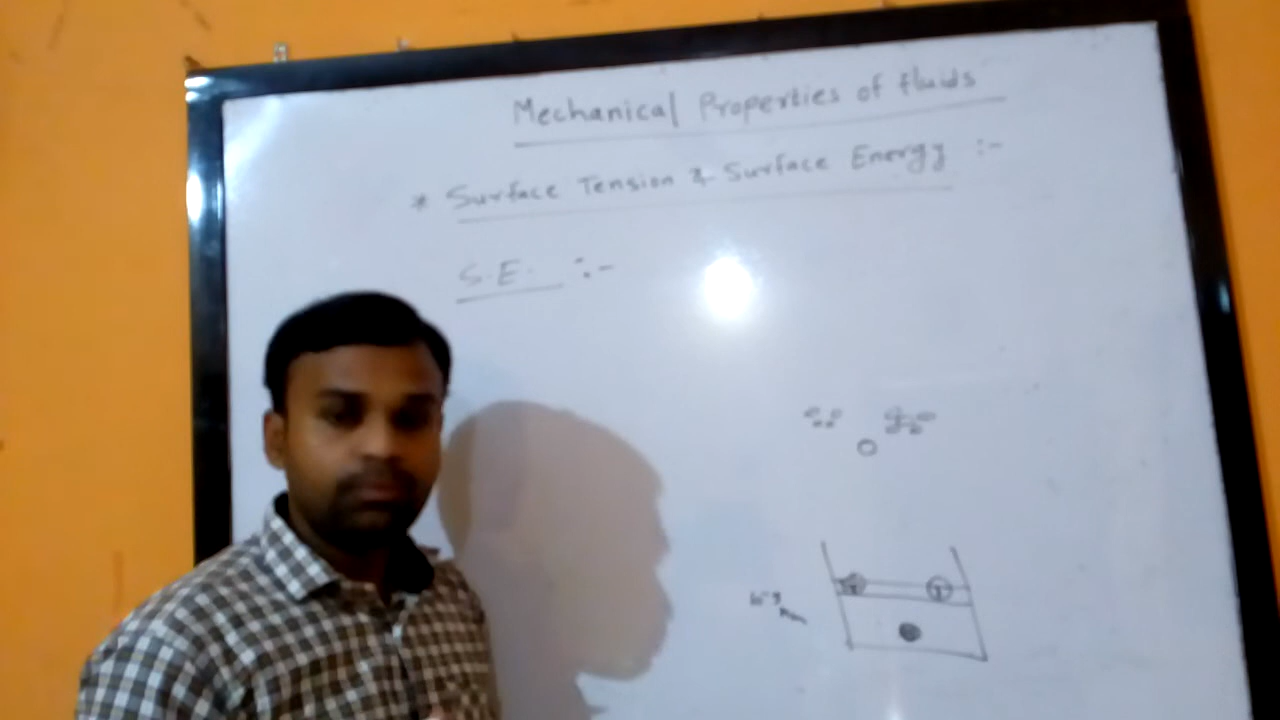 Mechanical Properties of fluids
* Surface Tension & Surface Energy :-
S.E. :-